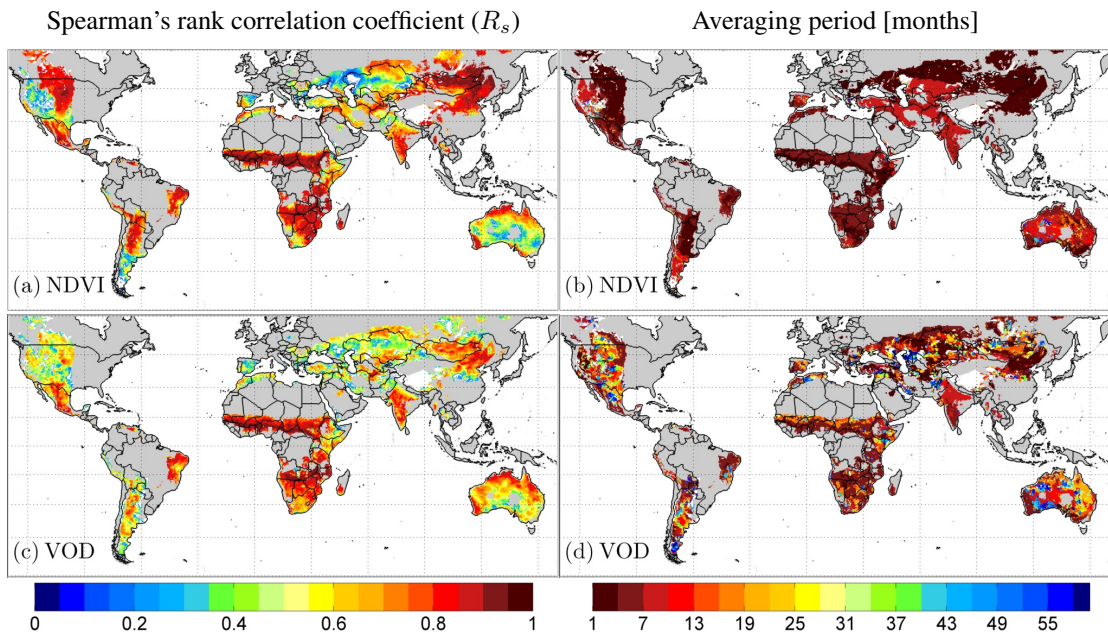 Spearman's rank correlation coefficient (Rₛ) Averaging period [months]
(a) NDVI (b) NDVI
(c) VOD (d) VOD
0 0.2 0.4 0.6 0.8 1 1 7 13 19 25 31 37 43 49 55